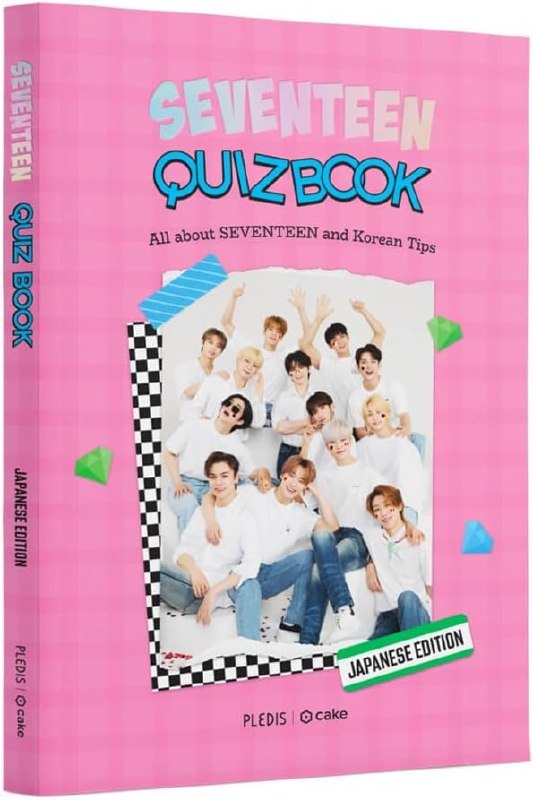 SEVENTEEN
QUIZ BOOK
JAPANESE EDITION
PLEDIS | cake
SEVENTEEN
QUIZ BOOK
All about SEVENTEEN and Korean Tips
JAPANESE EDITION
PLEDIS | cake